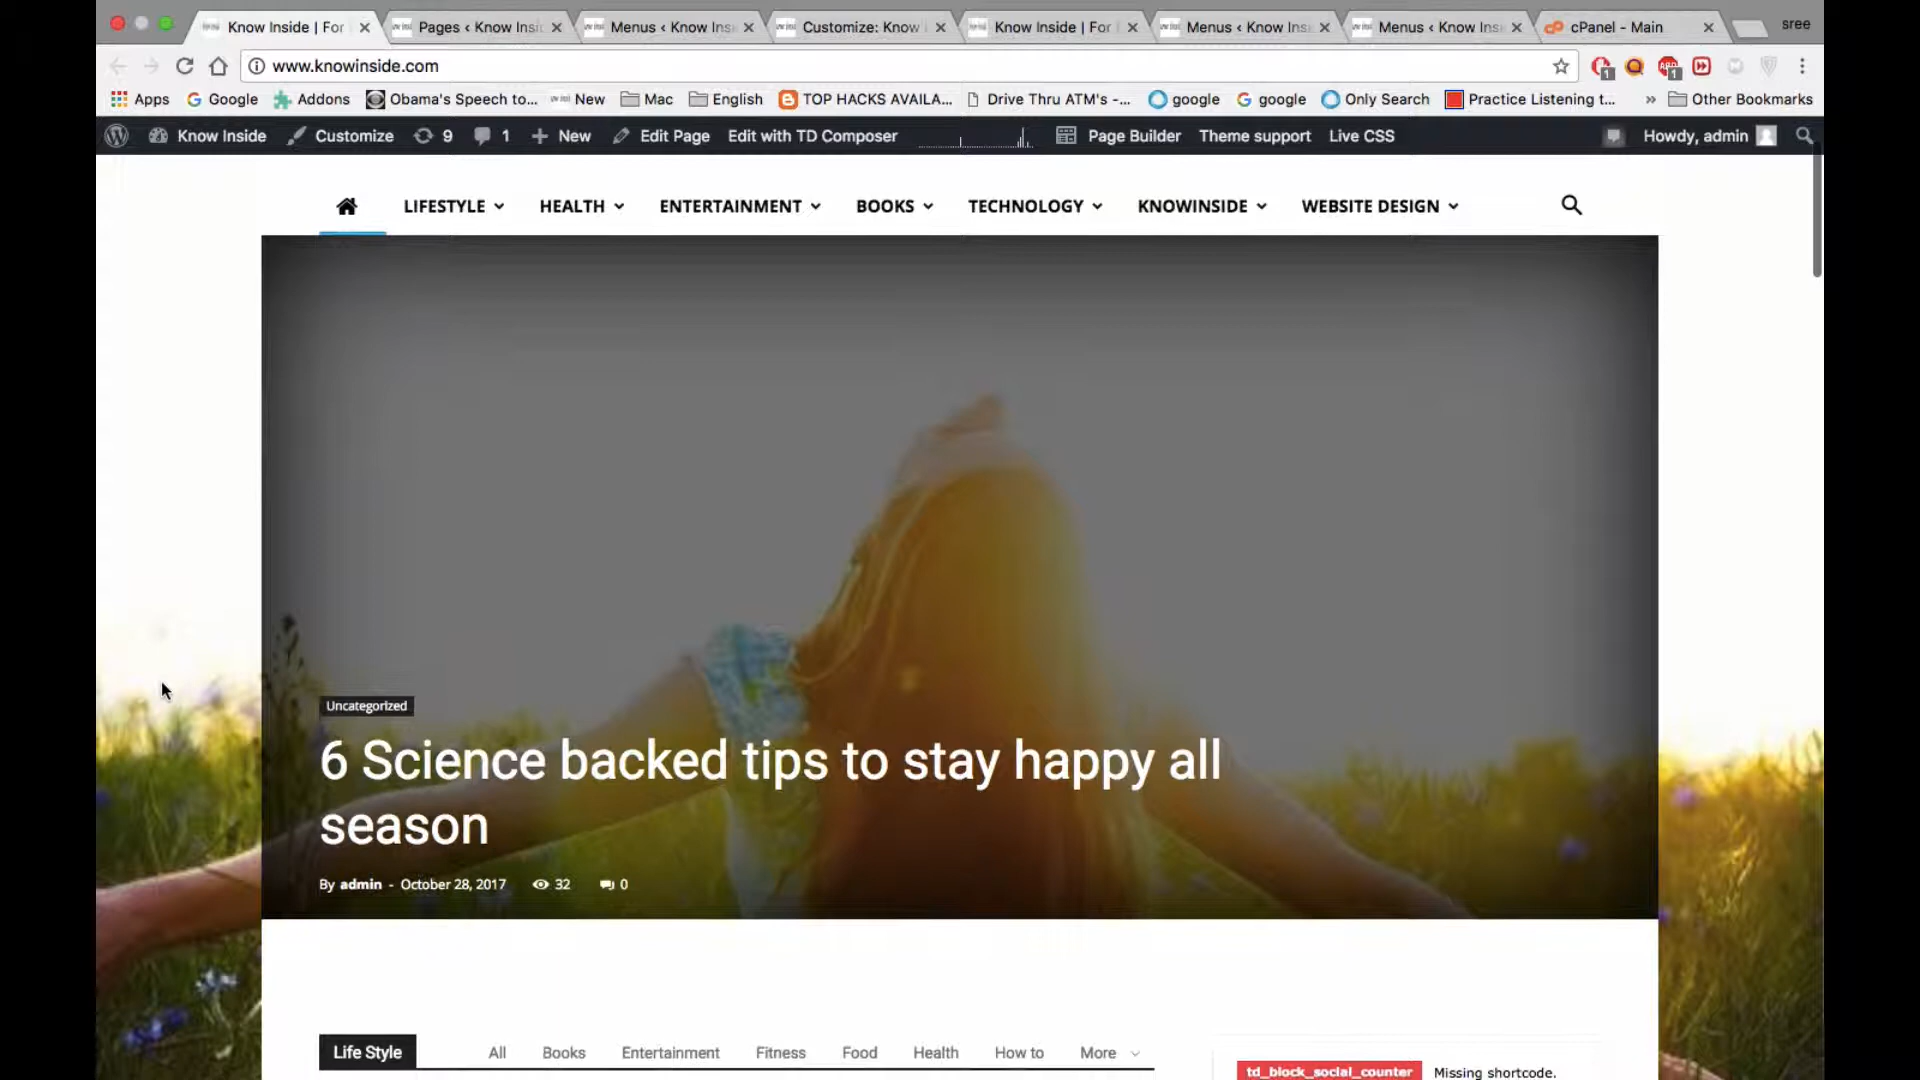 Know Inside | For
Pages ‹ Know Insi
Menus ‹ Know Ins
Customize: Know I
Know Inside | For
Menus ‹ Know Ins
Menus ‹ Know Ins
cPanel - Main
sree
www.knowinside.com
1
1
Apps
Google
Addons
Obama's Speech to...
New
Mac
English
TOP HACKS AVAILA...
Drive Thru ATM's -...
google
google
Only Search
Practice Listening t...
»
Other Bookmarks
Know Inside
Customize
9
1
New
Edit Page
Edit with TD Composer
Page Builder
Theme support
Live CSS
Howdy, admin
LIFESTYLE
HEALTH
ENTERTAINMENT
BOOKS
TECHNOLOGY
KNOWINSIDE
WEBSITE DESIGN
Uncategorized
6 Science backed tips to stay happy all
season
By admin - October 28, 2017 32 0
Life Style
All
Books
Entertainment
Fitness
Food
Health
How to
More
td_block_social_counter Missing shortcode.